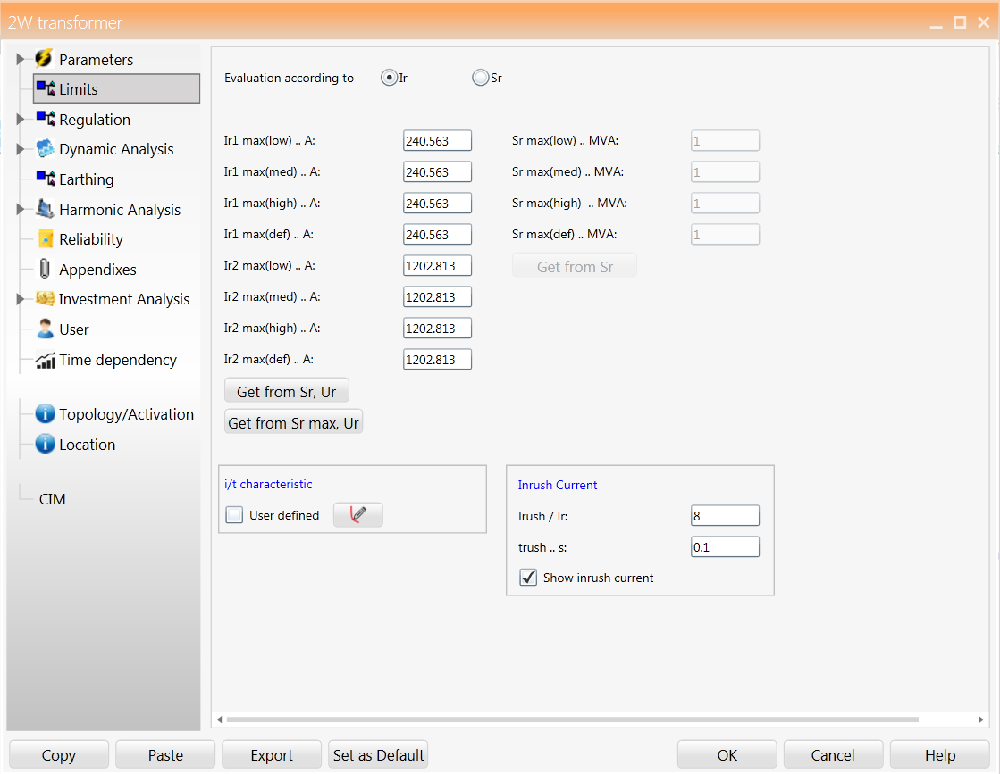 2W transformer
Parameters
Limits
Regulation
Dynamic Analysis
Earthing
Harmonic Analysis
Reliability
Appendixes
Investment Analysis
User
Time dependency
Topology/Activation
Location
CIM
Evaluation according to Ir Sr
Ir1 max(low) .. A: 240.563 Sr max(low) .. MVA: 1
Ir1 max(med) .. A: 240.563 Sr max(med) .. MVA: 1
Ir1 max(high) .. A: 240.563 Sr max(high) .. MVA: 1
Ir1 max(def) .. A: 240.563 Sr max(def) .. MVA: 1
Ir2 max(low) .. A: 1202.813 Get from Sr
Ir2 max(med) .. A: 1202.813
Ir2 max(high) .. A: 1202.813
Ir2 max(def) .. A: 1202.813
Get from Sr, Ur
Get from Sr max, Ur
i/t characteristic
User defined
Inrush Current
Irush / Ir: 8
trush .. s: 0.1
Show inrush current
Copy Paste Export Set as Default OK Cancel Help